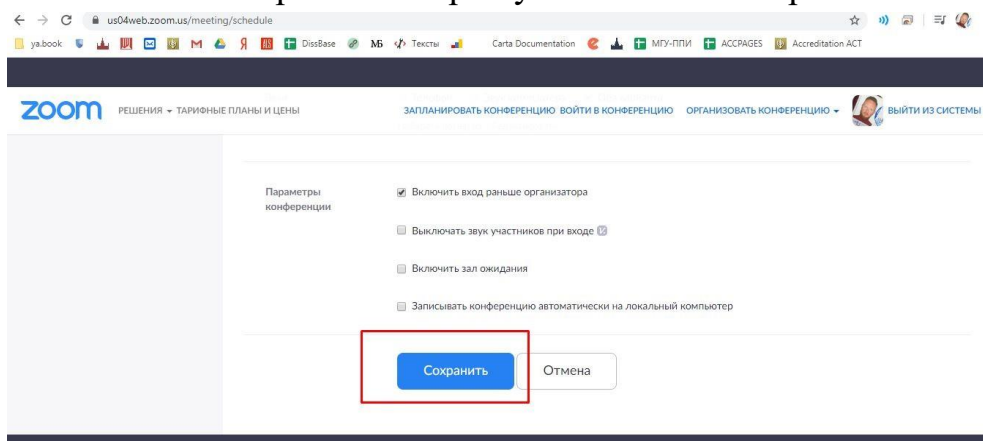 us04web.zoom.us/meeting/schedule
ya.book DissBase МБ Тексты Carta Documentation МГУ-ППИ ACCPAGES Accreditation ACT
zoom РЕШЕНИЯ ТАРИФНЫЕ ПЛАНЫ И ЦЕНЫ ЗАПЛАНИРОВАТЬ КОНФЕРЕНЦИЮ ВОЙТИ В КОНФЕРЕНЦИЮ ОРГАНИЗОВАТЬ КОНФЕРЕНЦИЮ ВЫЙТИ ИЗ СИСТЕМЫ
Параметры конференции
Включить вход раньше организатора
Выключать звук участников при входе
Включить зал ожидания
Записывать конференцию автоматически на локальный компьютер
Сохранить Отмена